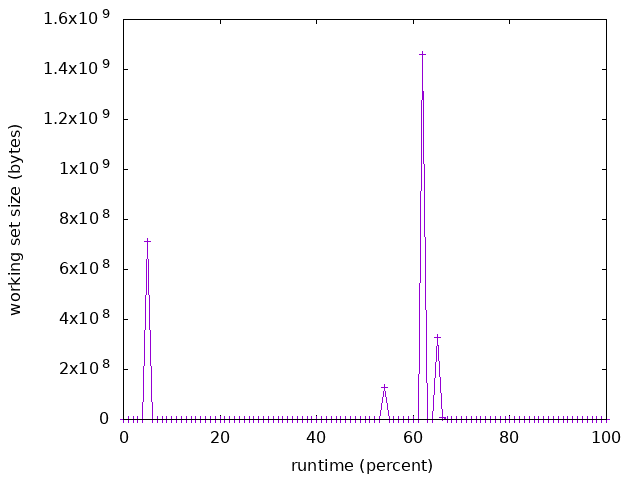 1.6x10⁹
1.4x10⁹
1.2x10⁹
1x10⁹
8x10⁸
6x10⁸
4x10⁸
2x10⁸
0
working set size (bytes)
0 20 40 60 80 100
runtime (percent)